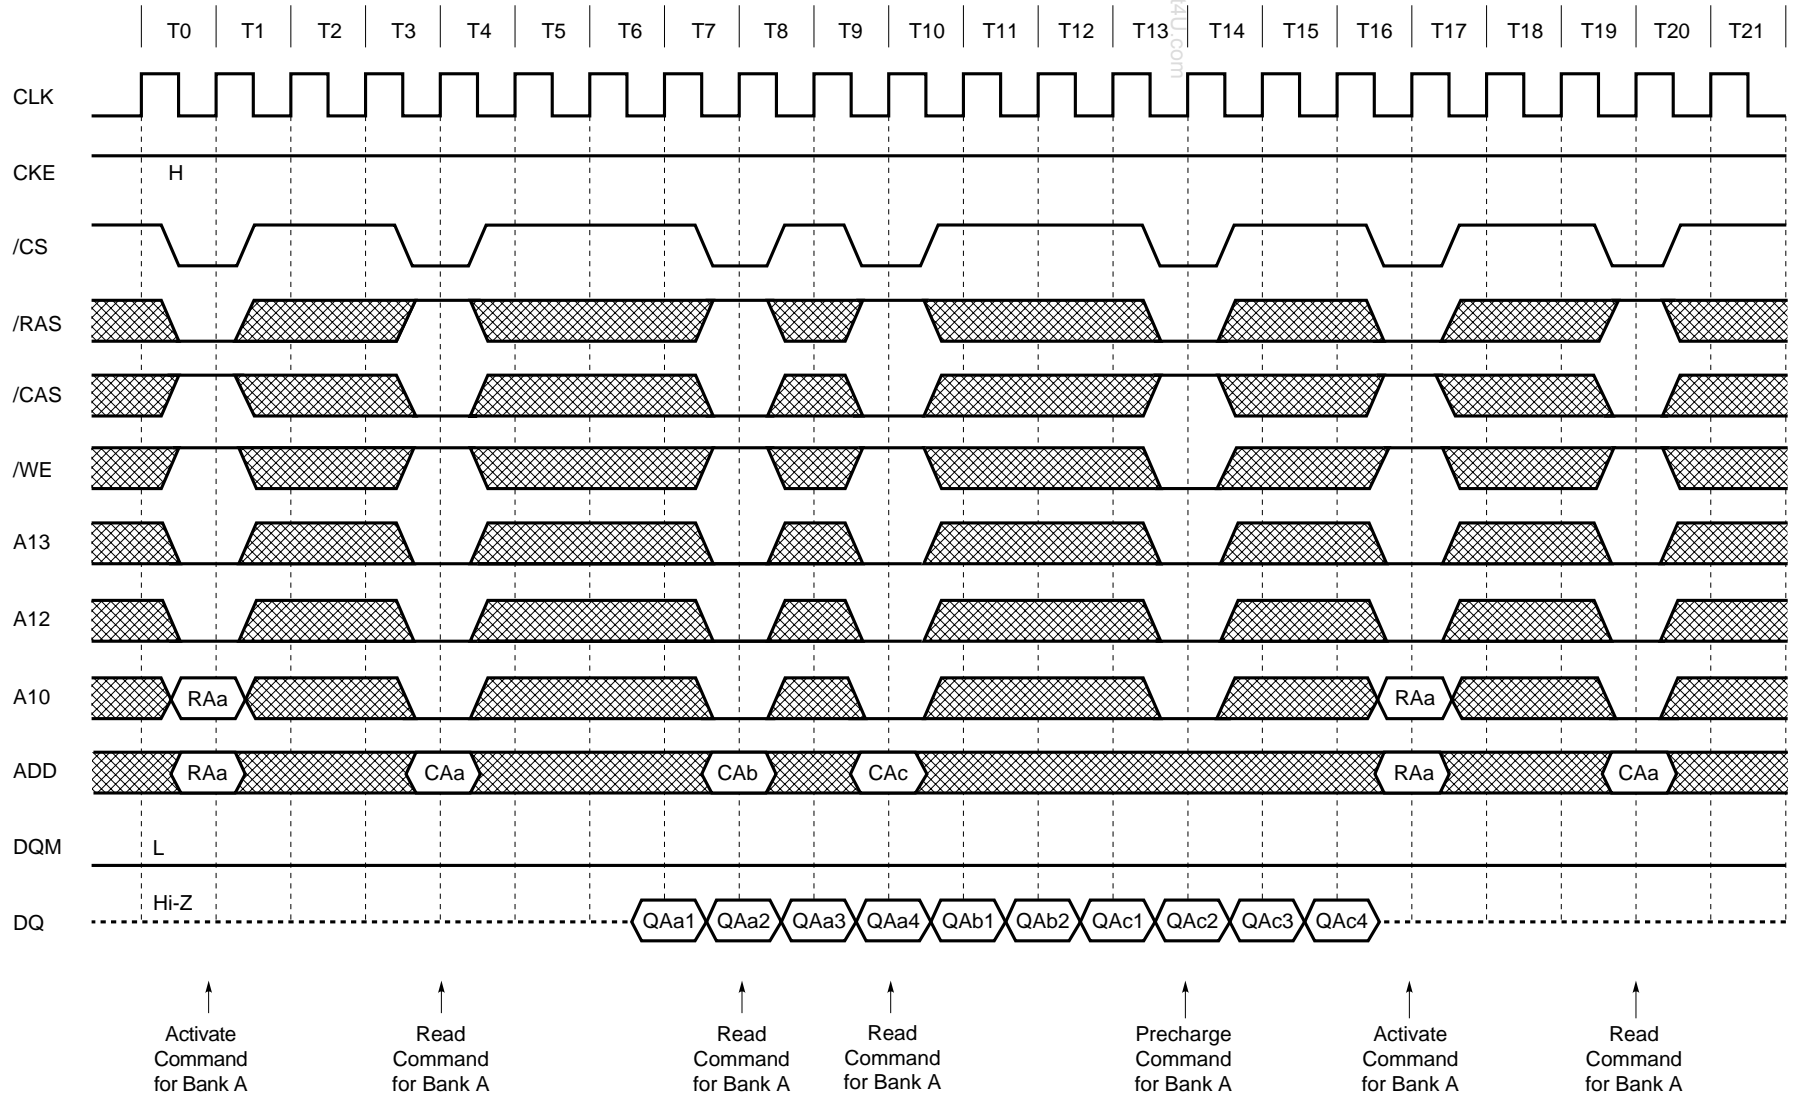 T0 T1 T2 T3 T4 T5 T6 T7 T8 T9 T10 T11 T12 T13 T14 T15 T16 T17 T18 T19 T20 T21
t4U.com
CLK
CKE H
/CS
/RAS
/CAS
/WE
A13
A12
A10 RAa RAa
ADD RAa CAa CAb CAc RAa CAa
DQM L
Hi-Z
DQ QAa1 QAa2 QAa3 QAa4 QAb1 QAb2 QAc1 QAc2 QAc3 QAc4
Activate
Command
for Bank A
Read
Command
for Bank A
Read
Command
for Bank A
Read
Command
for Bank A
Precharge
Command
for Bank A
Activate
Command
for Bank A
Read
Command
for Bank A